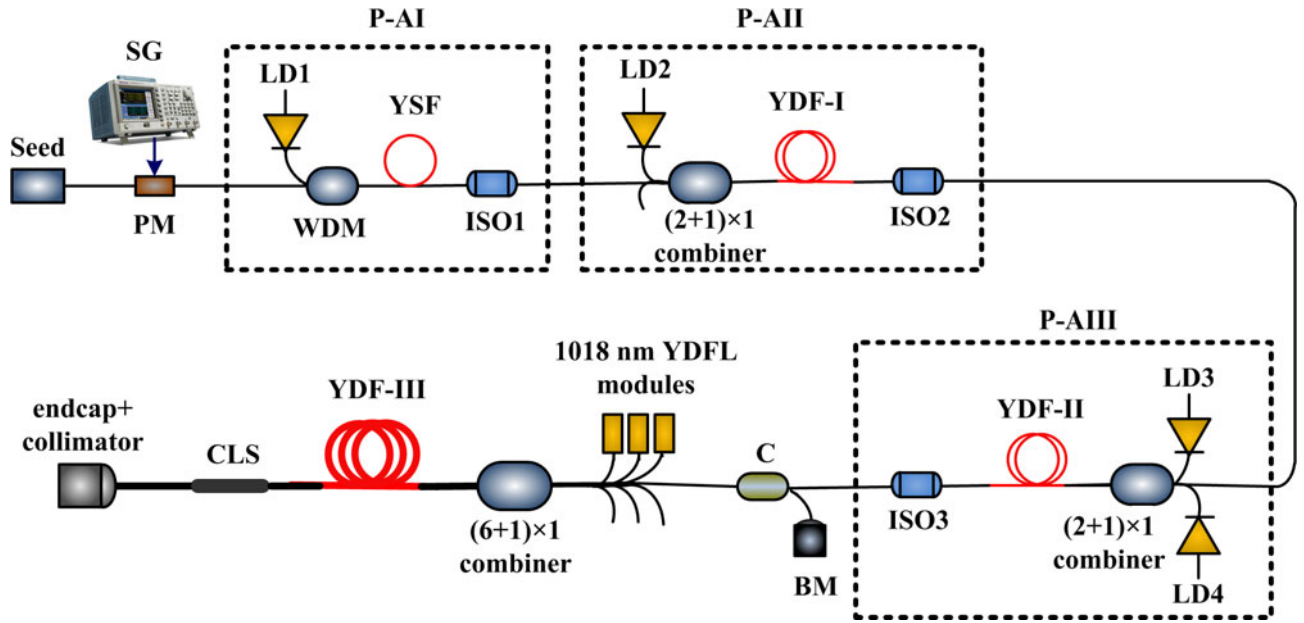 P-AI
P-AII
SG
LD1
YSF
LD2
YDF-I
Seed
PM
WDM
ISO1
(2+1)×1
combiner
ISO2
P-AIII
1018 nm YDFL
modules
endcap+
collimator
CLS
YDF-III
(6+1)×1
combiner
C
BM
ISO3
YDF-II
LD3
(2+1)×1
combiner
LD4